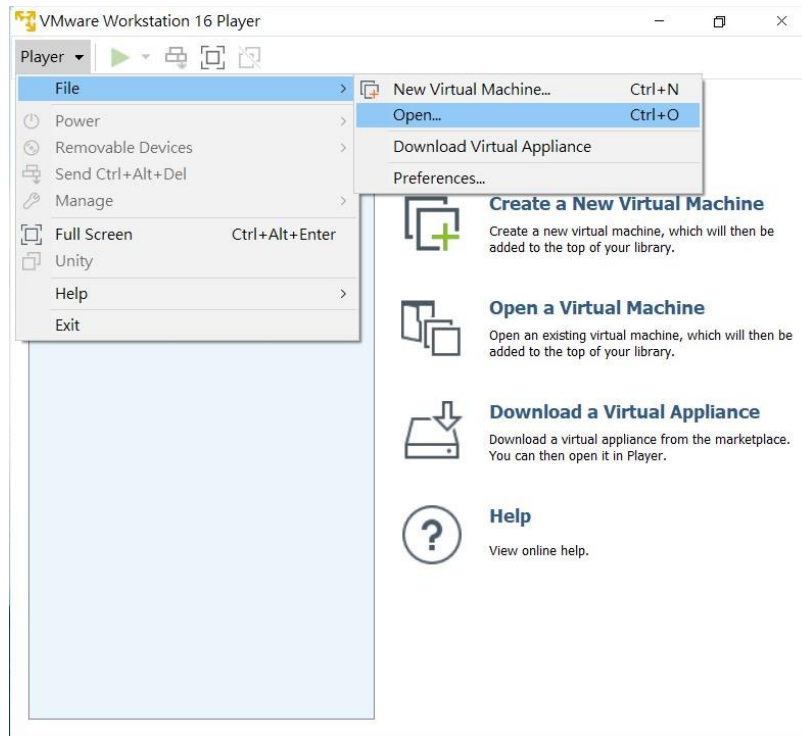 VMware Workstation 16 Player
Player
File
New Virtual Machine... Ctrl+N
Open... Ctrl+O
Download Virtual Appliance
Preferences...
Power
Removable Devices
Send Ctrl+Alt+Del
Manage
Full Screen Ctrl+Alt+Enter
Unity
Help
Exit
Create a New Virtual Machine
Create a new virtual machine, which will then be
added to the top of your library.
Open a Virtual Machine
Open an existing virtual machine, which will then be
added to the top of your library.
Download a Virtual Appliance
Download a virtual appliance from the marketplace.
You can then open it in Player.
Help
View online help.